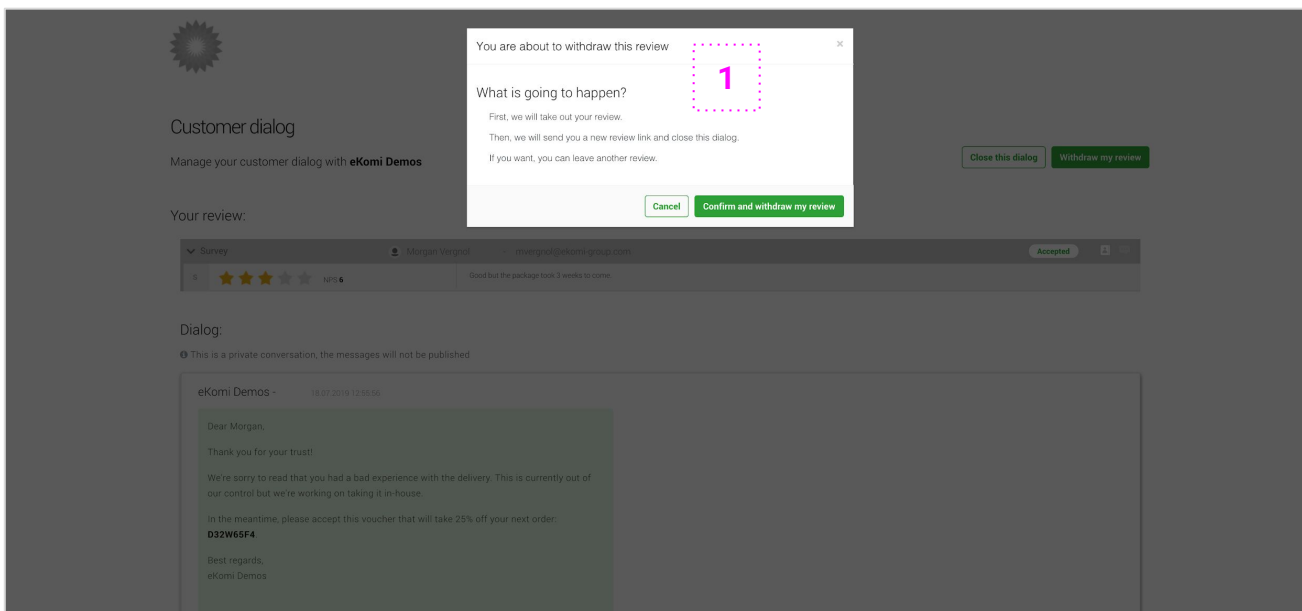 You are about to withdraw this review
×
1
What is going to happen?
First, we will take out your review.
Then, we will send you a new review link and close this dialog.
If you want, you can leave another review.
Cancel
Confirm and withdraw my review
Customer dialog
Manage your customer dialog with eKomi Demos
Close this dialog
Withdraw my review
Your review:
Survey
Morgan Vergnot
mvergnot@ekomi-group.com
Accepted
NPS 6
Good but the package took 3 weeks to come.
Dialog:
This is a private conversation, the messages will not be published
eKomi Demos -
Dear Morgan,
Thank you for your trust!
We're sorry to read that you had a bad experience with the delivery. This is currently out of
our control but we're working on taking it in-house.
In the meantime, please accept this voucher that will take 25% off your next order:
D32W65F4
Best regards,
eKomi Demos